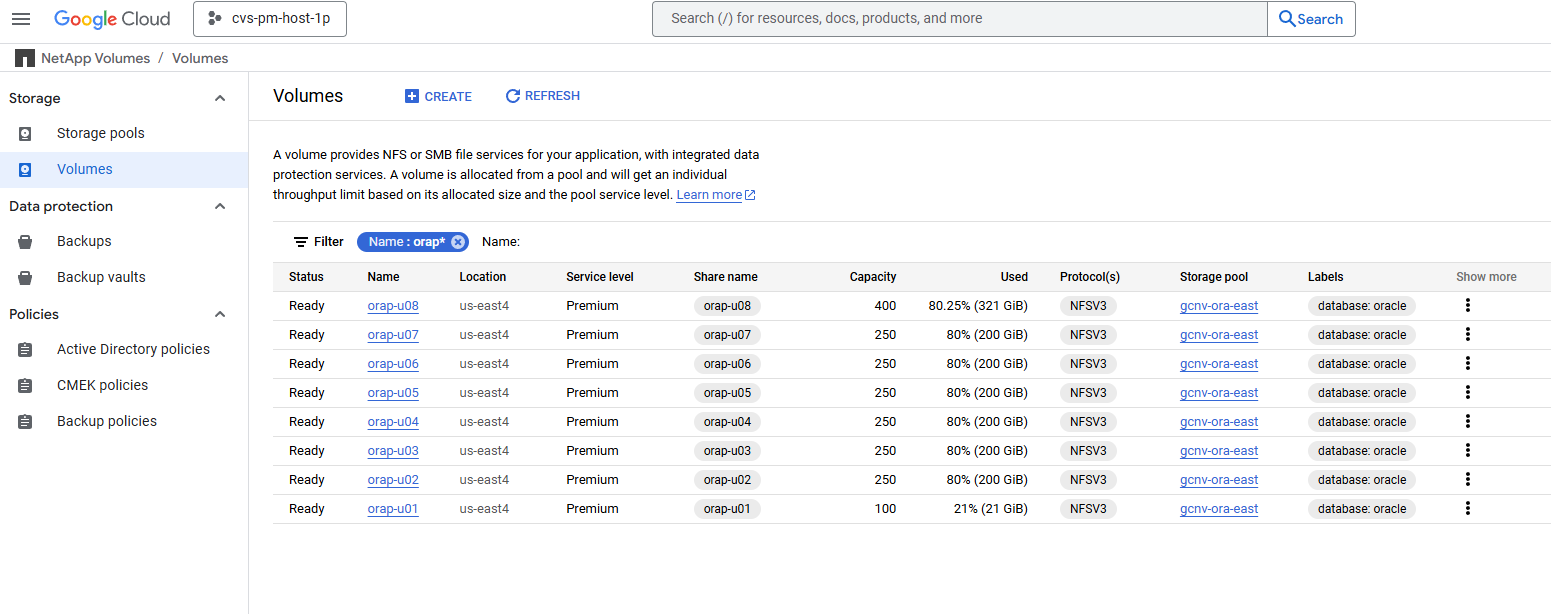 Google Cloud cvs-pm-host-1p Search (/) for resources, docs, products, and more Search
NetApp Volumes / Volumes
Storage
Storage pools
Volumes
Data protection
Backups
Backup vaults
Policies
Active Directory policies
CMEK policies
Backup policies
Volumes CREATE REFRESH
A volume provides NFS or SMB file services for your application, with integrated data
protection services. A volume is allocated from a pool and will get an individual
throughput limit based on its allocated size and the pool service level. Learn more
Filter Name : orap* Name:
Status Name Location Service level Share name Capacity Used Protocol(s) Storage pool Labels Show more
Ready orap-u08 us-east4 Premium orap-u08 400 80.25% (321 GiB) NFSV3 gcnv-ora-east database: oracle
Ready orap-u07 us-east4 Premium orap-u07 250 80% (200 GiB) NFSV3 gcnv-ora-east database: oracle
Ready orap-u06 us-east4 Premium orap-u06 250 80% (200 GiB) NFSV3 gcnv-ora-east database: oracle
Ready orap-u05 us-east4 Premium orap-u05 250 80% (200 GiB) NFSV3 gcnv-ora-east database: oracle
Ready orap-u04 us-east4 Premium orap-u04 250 80% (200 GiB) NFSV3 gcnv-ora-east database: oracle
Ready orap-u03 us-east4 Premium orap-u03 250 80% (200 GiB) NFSV3 gcnv-ora-east database: oracle
Ready orap-u02 us-east4 Premium orap-u02 250 80% (200 GiB) NFSV3 gcnv-ora-east database: oracle
Ready orap-u01 us-east4 Premium orap-u01 100 21% (21 GiB) NFSV3 gcnv-ora-east database: oracle